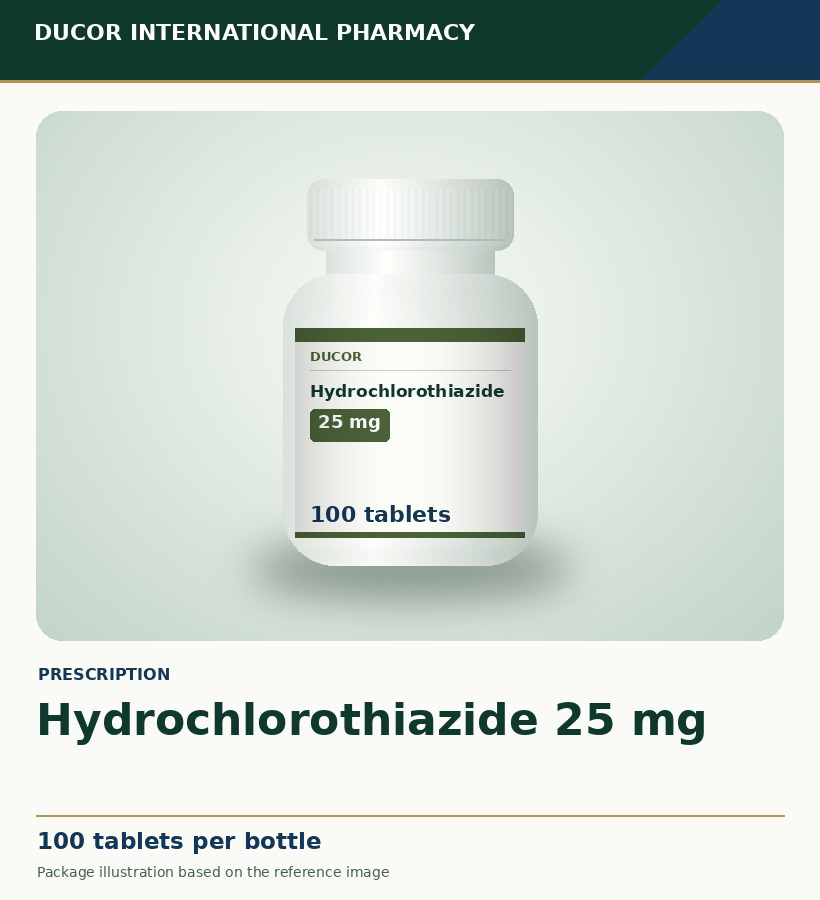 DUCOR INTERNATIONAL PHARMACY
DUCOR
Hydrochlorothiazide
25 mg
100 tablets
PRESCRIPTION
Hydrochlorothiazide 25 mg
100 tablets per bottle
Package illustration based on the reference image